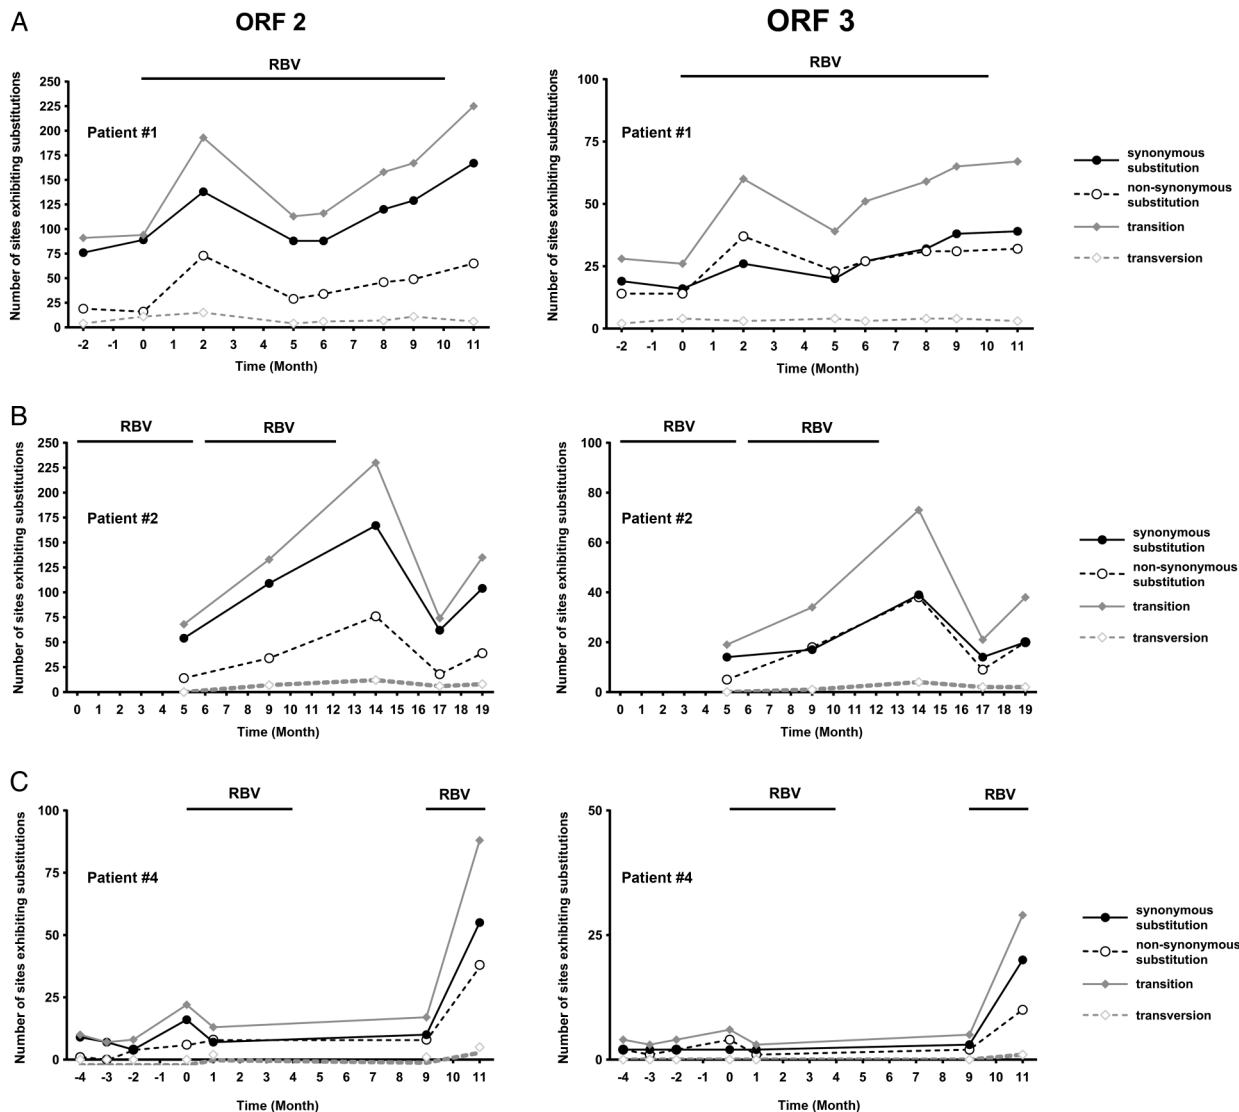 A
ORF 2
ORF 3
RBV
RBV
Number of sites exhibiting substitutions
250
225
200
175
150
125
100
75
50
25
0
Patient #1
-2 -1 0 1 2 3 4 5 6 7 8 9 10 11
Time (Month)
Number of sites exhibiting substitutions
100
75
50
25
0
Patient #1
-2 -1 0 1 2 3 4 5 6 7 8 9 10 11
Time (Month)
synonymous
substitution
non-synonymous
substitution
transition
transversion
B
RBV RBV
RBV RBV
Number of sites exhibiting substitutions
250
225
200
175
150
125
100
75
50
25
0
Patient #2
0 1 2 3 4 5 6 7 8 9 10 11 12 13 14 15 16 17 18 19
Time (Month)
Number of sites exhibiting substitutions
100
80
60
40
20
0
Patient #2
0 1 2 3 4 5 6 7 8 9 10 11 12 13 14 15 16 17 18 19
Time (Month)
synonymous
substitution
non-synonymous
substitution
transition
transversion
C
RBV RBV
RBV RBV
Number of sites exhibiting substitutions
100
75
50
25
0
Patient #4
-4 -3 -2 -1 0 1 2 3 4 5 6 7 8 9 10 11
Time (Month)
Number of sites exhibiting substitutions
50
25
0
Patient #4
-4 -3 -2 -1 0 1 2 3 4 5 6 7 8 9 10 11
Time (Month)
synonymous
substitution
non-synonymous
substitution
transition
transversion